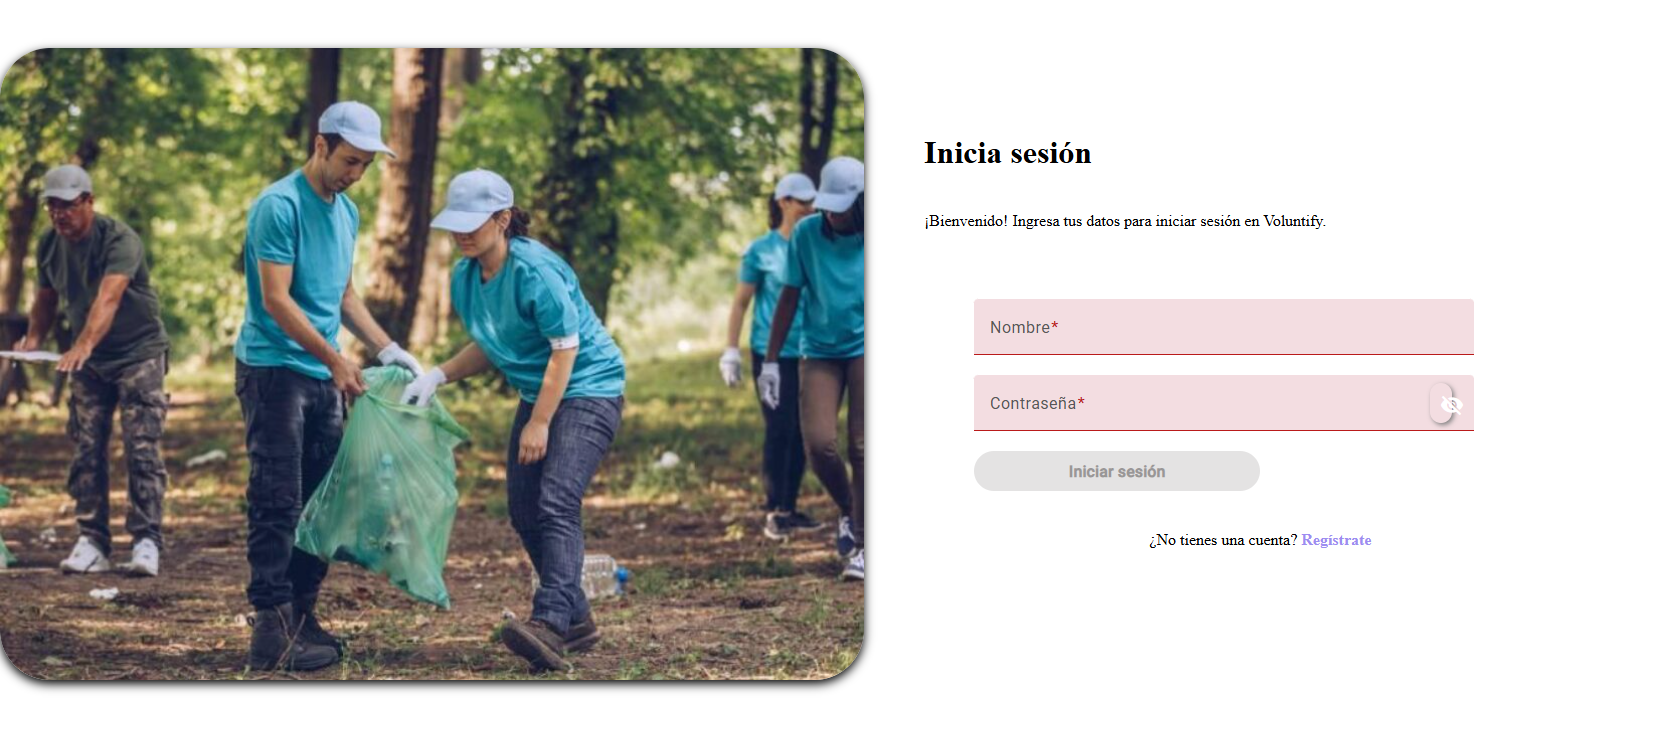 Inicia sesión
¡Bienvenido! Ingresa tus datos para iniciar sesión en Voluntify.
Nombre*
Contraseña*
Iniciar sesión
¿No tienes una cuenta? Regístrate